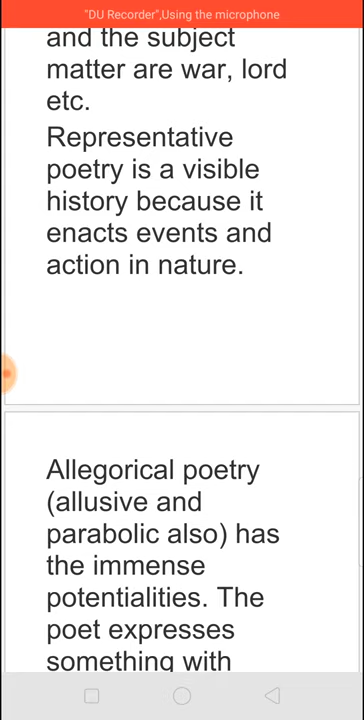 "DU Recorder",Using the microphone
and the subject
matter are war, lord
etc.
Representative
poetry is a visible
history because it
enacts events and
action in nature.
Allegorical poetry
(allusive and
parabolic also) has
the immense
potentialities. The
poet expresses
something with